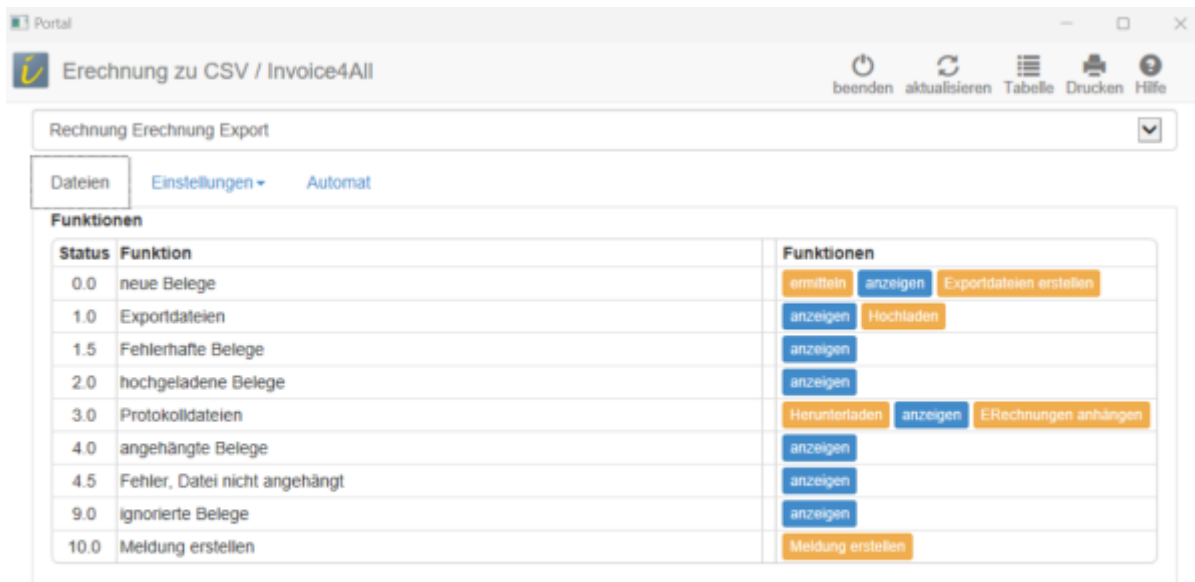 Portal
Erechnung zu CSV / Invoice4All
beenden aktualisieren Tabelle Drucken Hilfe
Rechnung Erechnung Export
Dateien Einstellungen Automat
Funktionen
Status Funktion Funktionen
0.0 neue Belege ermitteln anzeigen Exportdateien erstellen
1.0 Exportdateien anzeigen Hochladen
1.5 Fehlerhafte Belege anzeigen
2.0 hochgeladene Belege anzeigen
3.0 Protokolldateien Herunterladen anzeigen ERechnungen anhängen
4.0 angehängte Belege anzeigen
4.5 Fehler, Datei nicht angehängt anzeigen
9.0 ignorierte Belege anzeigen
10.0 Meldung erstellen Meldung erstellen